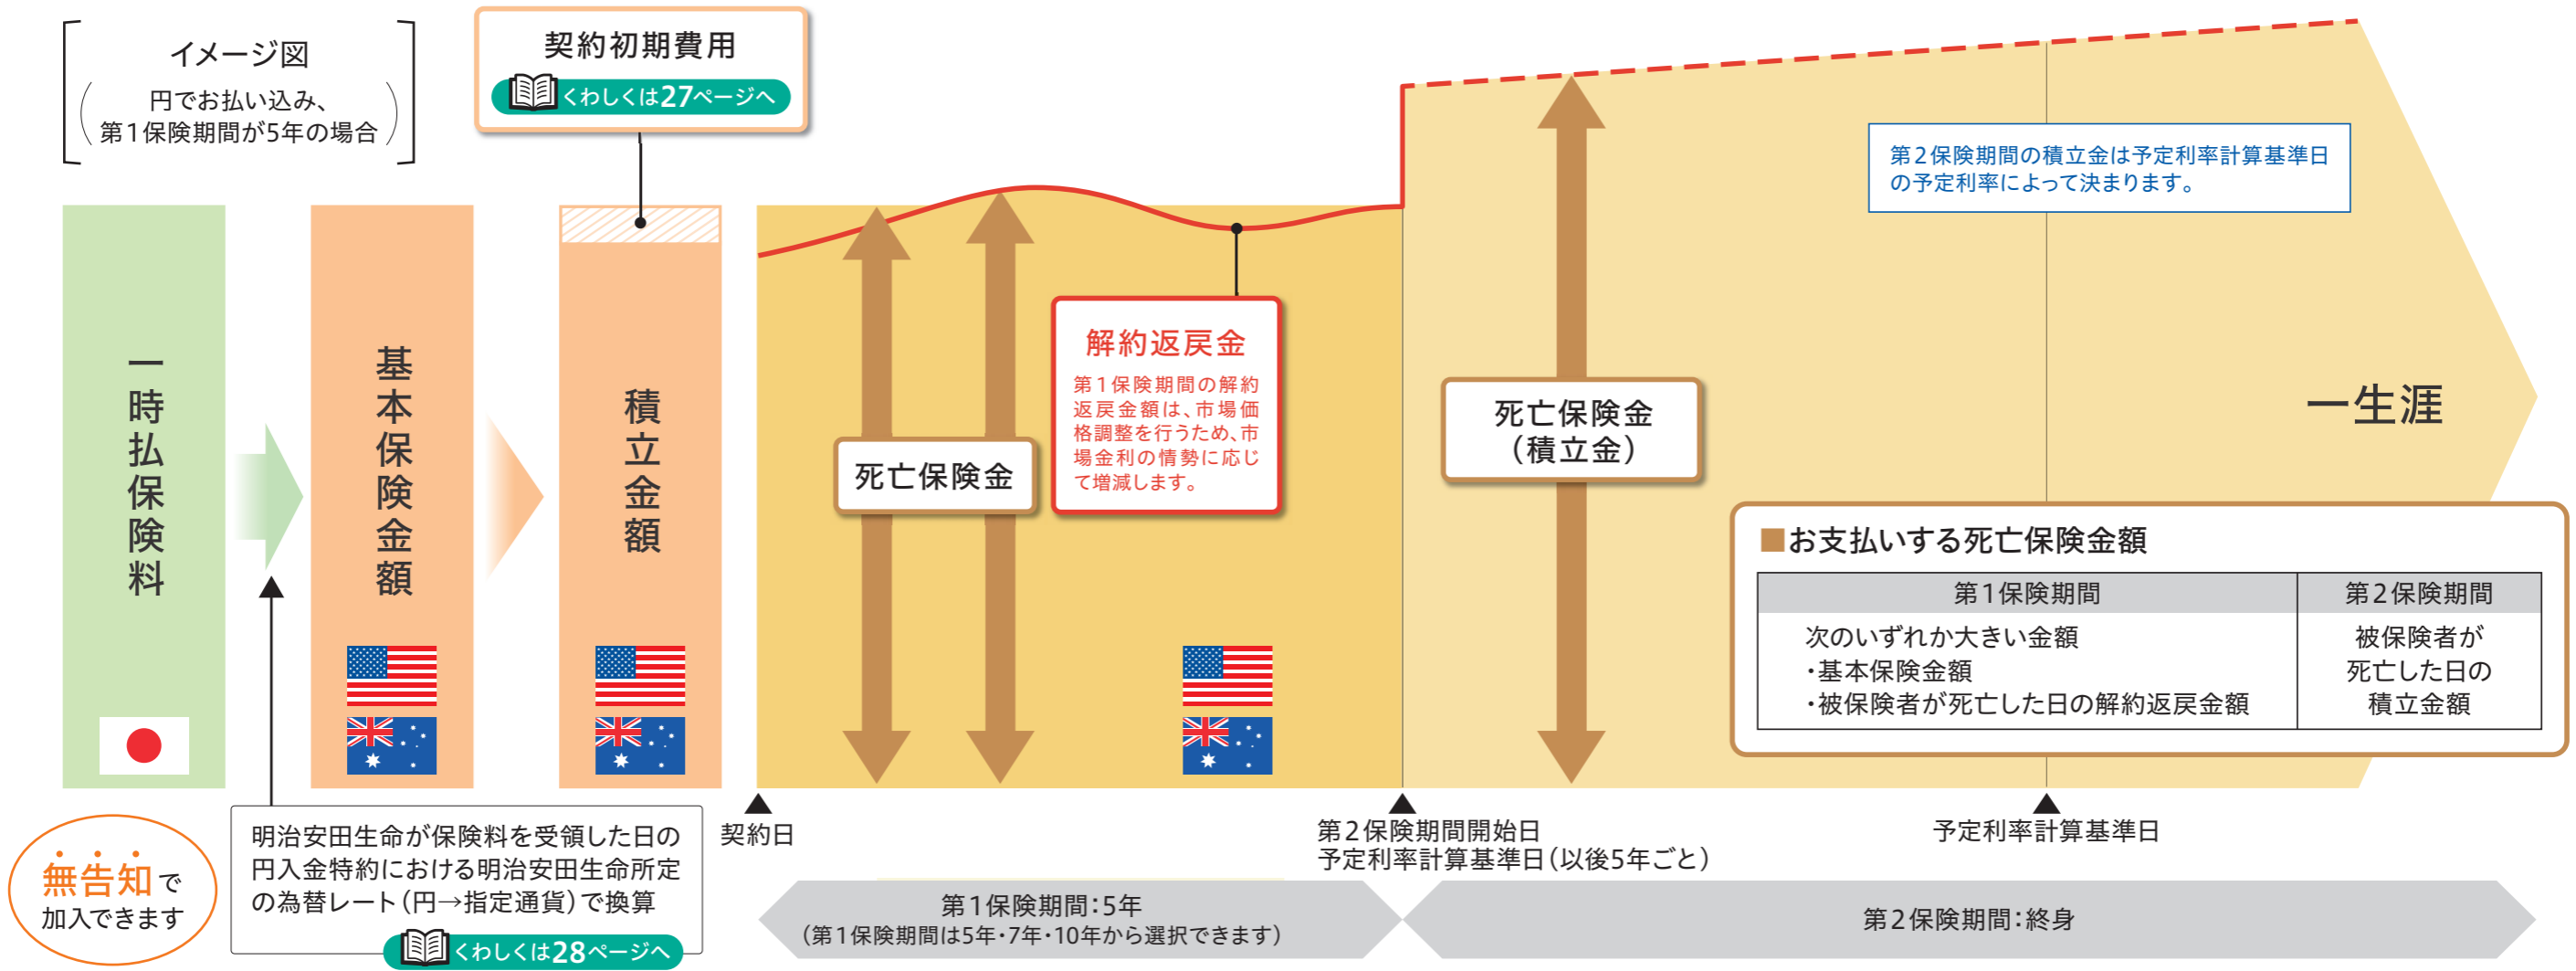 イメージ図
円でお払い込み、
第1保険期間が5年の場合
契約初期費用
くわしくは27ページへ
一時払保険料
基本保険金額
積立金額
死亡保険金
解約返戻金
第1保険期間の解約
返戻金額は、市場価
格調整を行うため、市
場金利の情勢に応じ
て増減します。
死亡保険金
（積立金）
第2保険期間の積立金は予定利率計算基準日
の予定利率によって決まります。
一生涯
■お支払いする死亡保険金額
第1保険期間
第2保険期間
次のいずれか大きい金額
・基本保険金額
・被保険者が死亡した日の解約返戻金額
被保険者が
死亡した日の
積立金額
無告知で
加入できます
明治安田生命が保険料を受領した日の
円入金特約における明治安田生命所定
の為替レート（円→指定通貨）で換算
くわしくは28ページへ
契約日
第2保険期間開始日
予定利率計算基準日（以後5年ごと）
予定利率計算基準日
第1保険期間：5年
（第1保険期間は5年・7年・10年から選択できます）
第2保険期間：終身